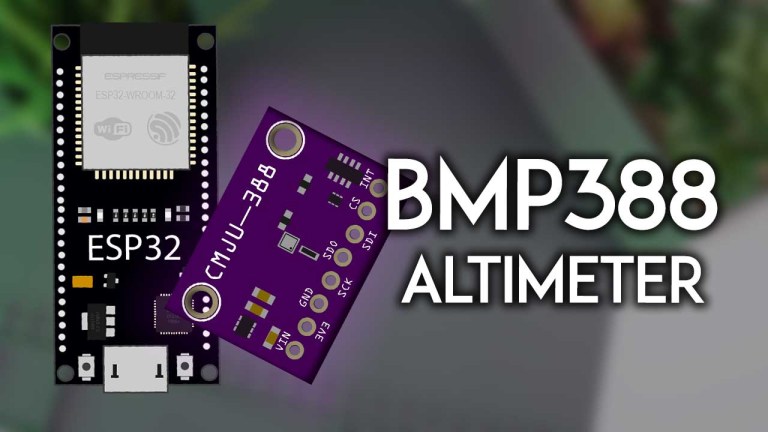 ESPRESSIF
ESP32-WROOM-32
WiFi
ESP32
CMJU-388
INT
CS
SDI
SDO
SCK
GND
3V3
VIN
BMP388
ALTIMETER